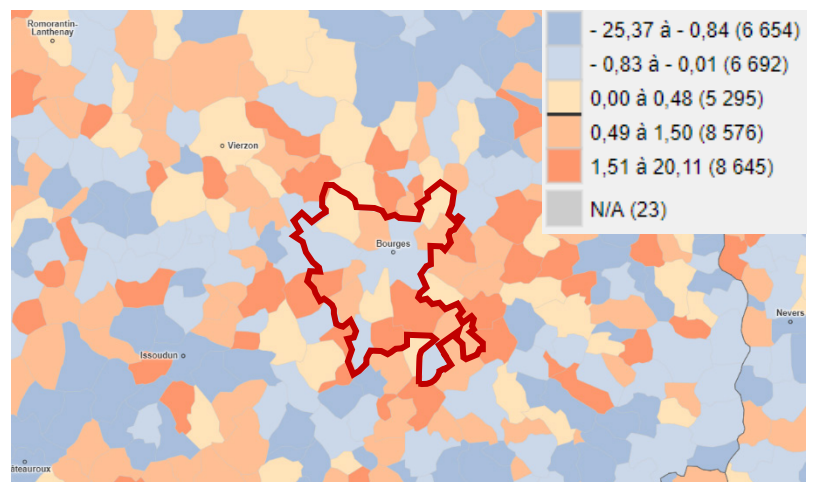 Romorantin-
Lanthenay
- 25,37 à - 0,84 (6 654)
- 0,83 à - 0,01 (6 692)
0,00 à 0,48 (5 295)
0,49 à 1,50 (8 576)
1,51 à 20,11 (8 645)
N/A (23)
Vierzon
Bourges
Nevers
Issoudun
âteauroux